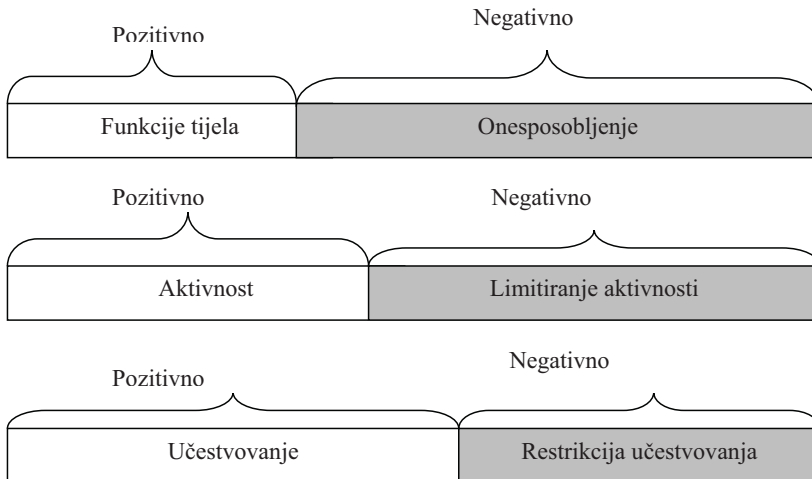 Pozitivno
Negativno
Funkcije tijela
Onesposobljenje
Pozitivno
Negativno
Aktivnost
Limitiranje aktivnosti
Pozitivno
Negativno
Učestvovanje
Restrikcija učestvovanja